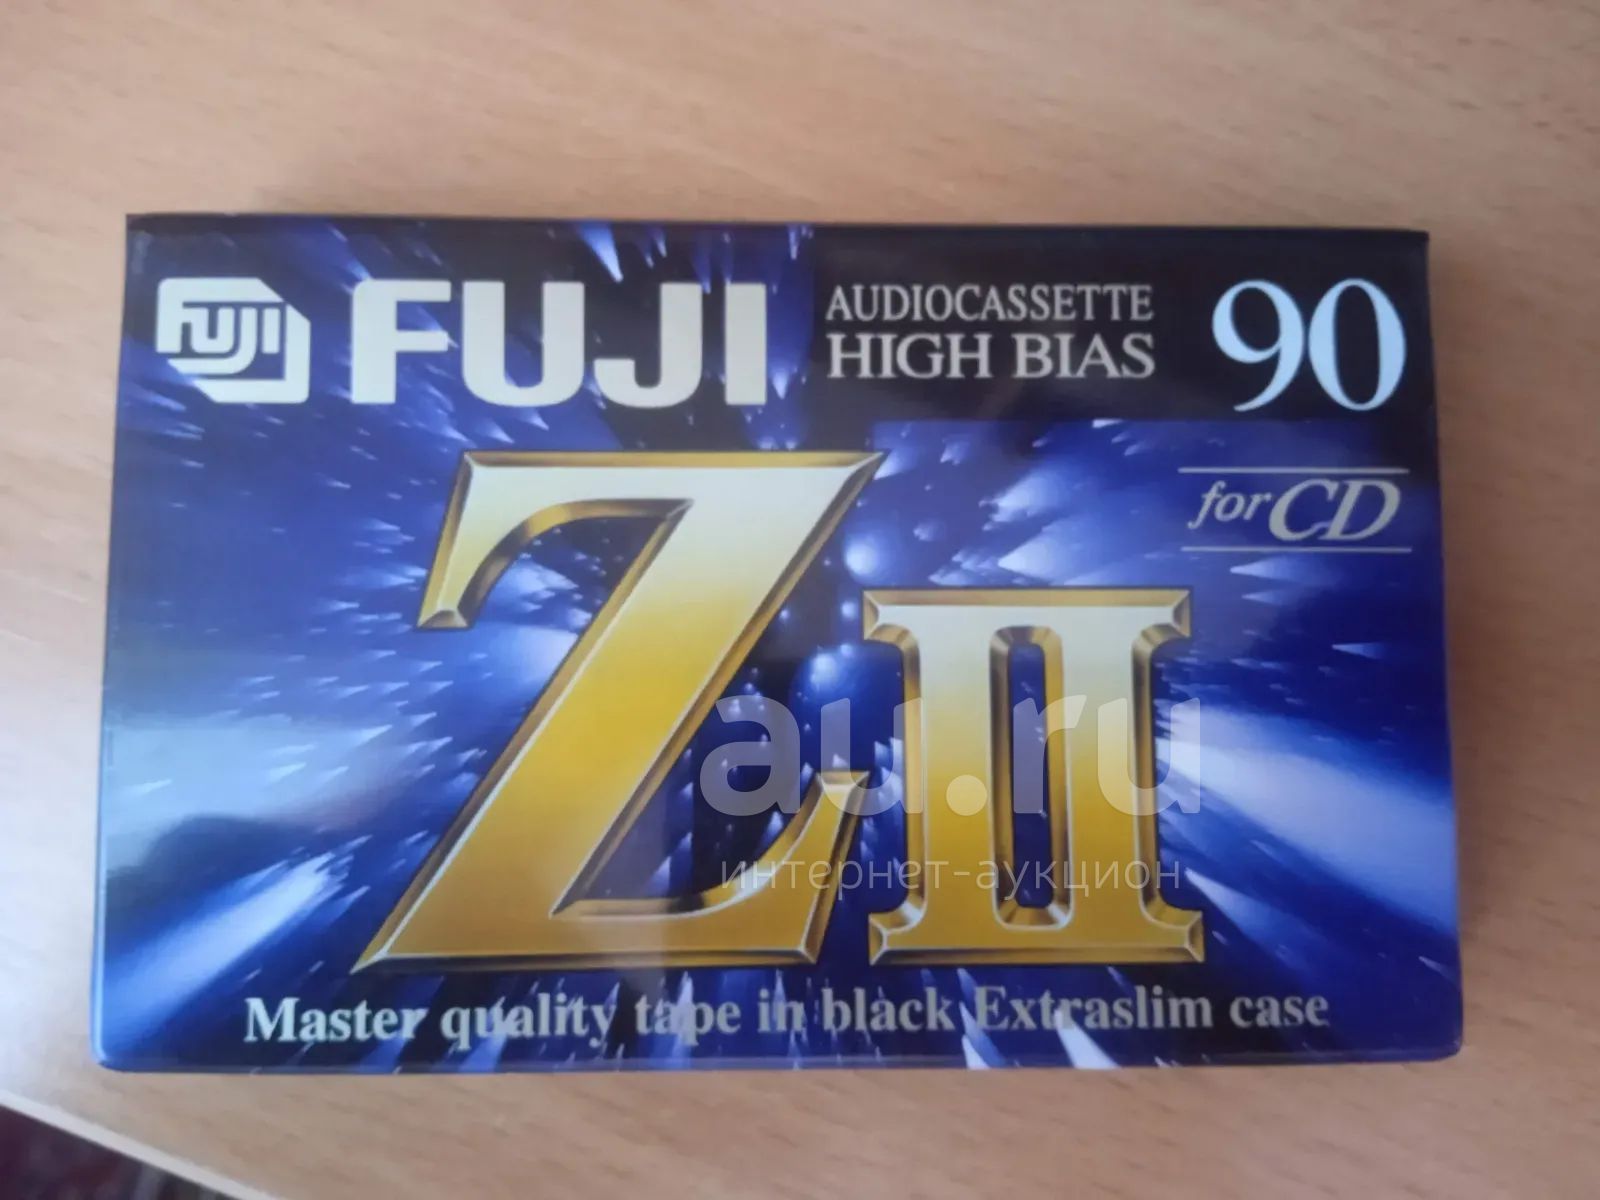 FUJI
FUJI
AUDIOCASSETTE
HIGH BIAS
90
for CD
ZII
au.ru
интернет-аукцион
Master quality tape in black Extraslim case